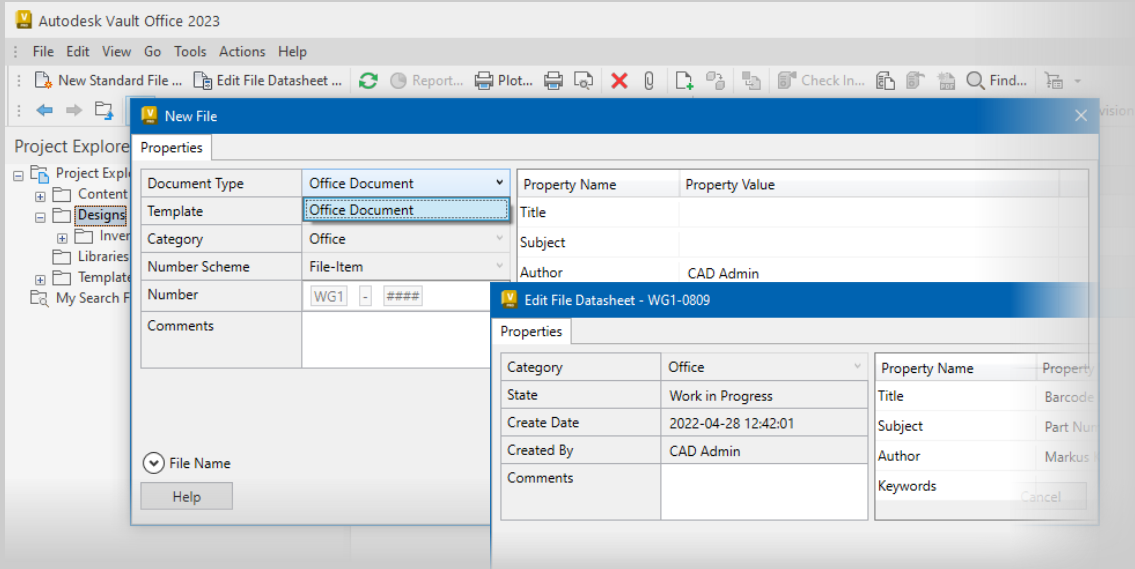 Autodesk Vault Office 2023
File Edit View Go Tools Actions Help
New Standard File ... Edit File Datasheet ... Report... Plot... Check In... Find...
Project Explore
New File
Properties
Project Expl
Content
Designs
Inver
Libraries
Template
My Search F
Document Type Office Document
Office Document
Template
Category Office
Number Scheme File-Item
Number WG1 - ####
Comments
Property Name Property Value
Title
Subject
Author CAD Admin
File Name
Help
Edit File Datasheet - WG1-0809
Properties
Category Office
State Work in Progress
Create Date 2022-04-28 12:42:01
Created By CAD Admin
Comments
Property Name Property
Title Barcode
Subject Part Num
Author Markus
Keywords
Cancel